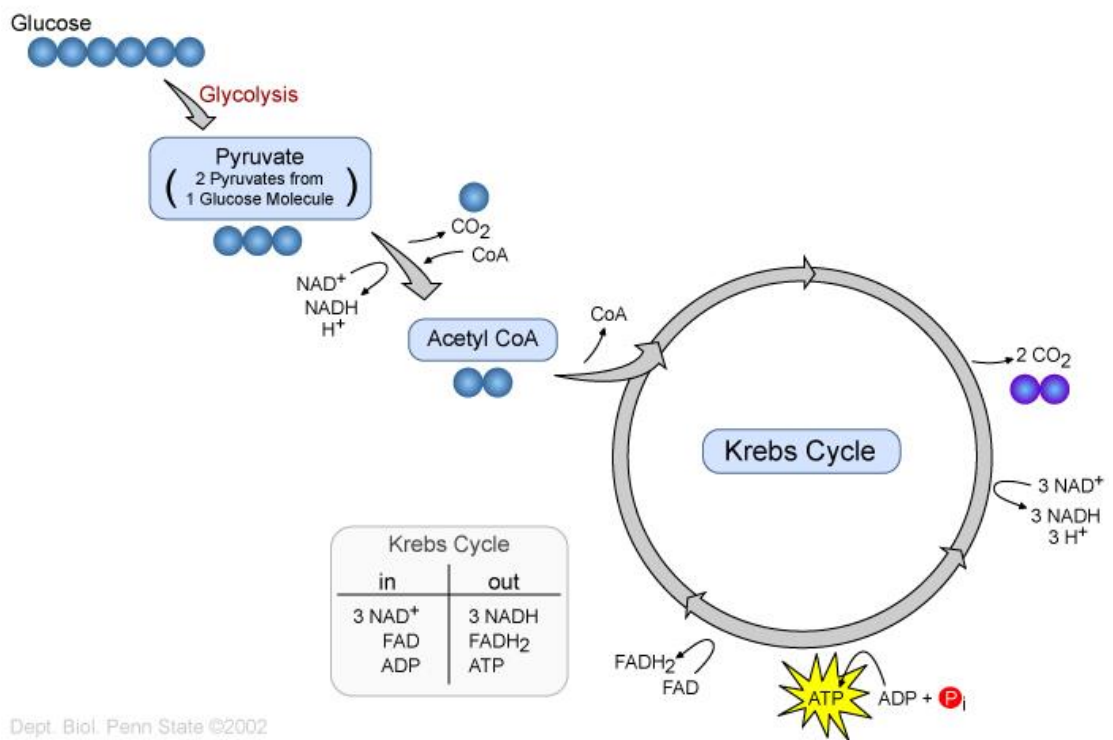 Glucose
Glycolysis
Pyruvate
( 2 Pyruvates from
1 Glucose Molecule )
CO₂
CoA
NAD⁺
NADH
H⁺
Acetyl CoA
CoA
2 CO₂
Krebs Cycle
3 NAD⁺
3 NADH
3 H⁺
Krebs Cycle
in out
3 NAD⁺ 3 NADH
FAD FADH₂
ADP ATP
FADH₂
FAD
ATP
ADP + Pi
Dept. Biol. Penn State ©2002